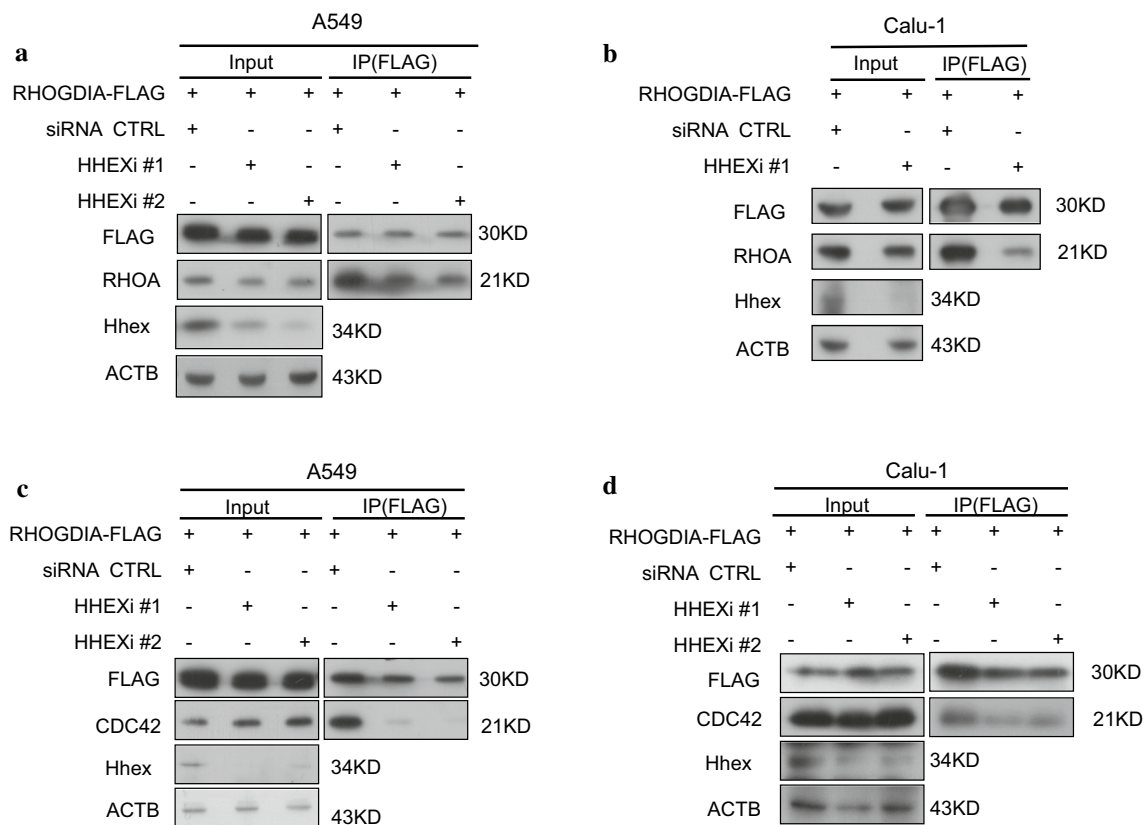 a
A549
Input IP(FLAG)
RHOGDIA-FLAG + + + + + +
siRNA CTRL + - - + - -
HHEXi #1 - + - - + -
HHEXi #2 - - + - - +
FLAG 30KD
RHOA 21KD
Hhex 34KD
ACTB 43KD
b
Calu-1
Input IP(FLAG)
RHOGDIA-FLAG + + + +
siRNA CTRL + - + -
HHEXi #1 - + - +
FLAG 30KD
RHOA 21KD
Hhex 34KD
ACTB 43KD
c
A549
Input IP(FLAG)
RHOGDIA-FLAG + + + + + +
siRNA CTRL + - - + - -
HHEXi #1 - + - - + -
HHEXi #2 - - + - - +
FLAG 30KD
CDC42 21KD
Hhex 34KD
ACTB 43KD
d
Calu-1
Input IP(FLAG)
RHOGDIA-FLAG + + + + + +
siRNA CTRL + - - + - -
HHEXi #1 - + - - + -
HHEXi #2 - - + - - +
FLAG 30KD
CDC42 21KD
Hhex 34KD
ACTB 43KD